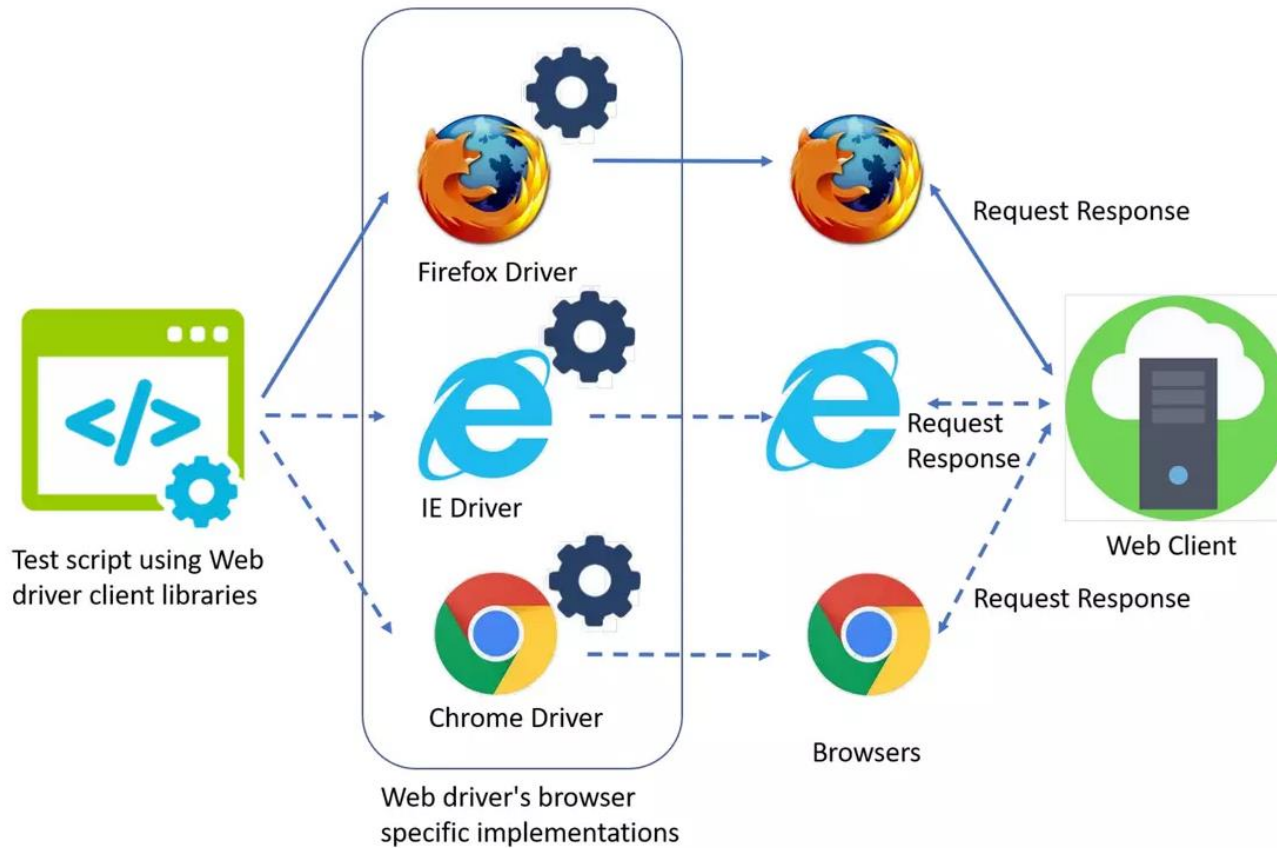 Request Response
Firefox Driver
Request
Response
IE Driver
Web Client
Test script using Web
driver client libraries
Request Response
Chrome Driver
Browsers
Web driver's browser
specific implementations